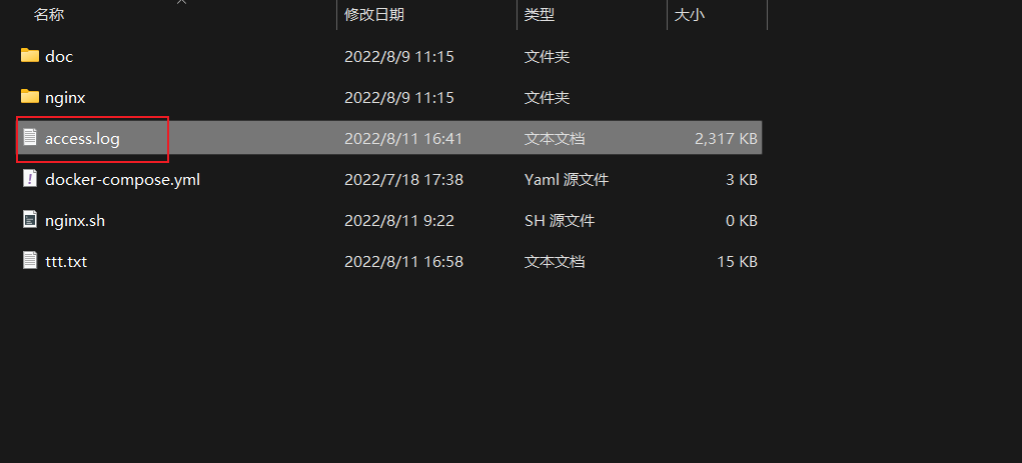 名称 修改日期 类型 大小
doc 2022/8/9 11:15 文件夹
nginx 2022/8/9 11:15 文件夹
access.log 2022/8/11 16:41 文本文档 2,317 KB
docker-compose.yml 2022/7/18 17:38 Yaml 源文件 3 KB
nginx.sh 2022/8/11 9:22 SH 源文件 0 KB
ttt.txt 2022/8/11 16:58 文本文档 15 KB